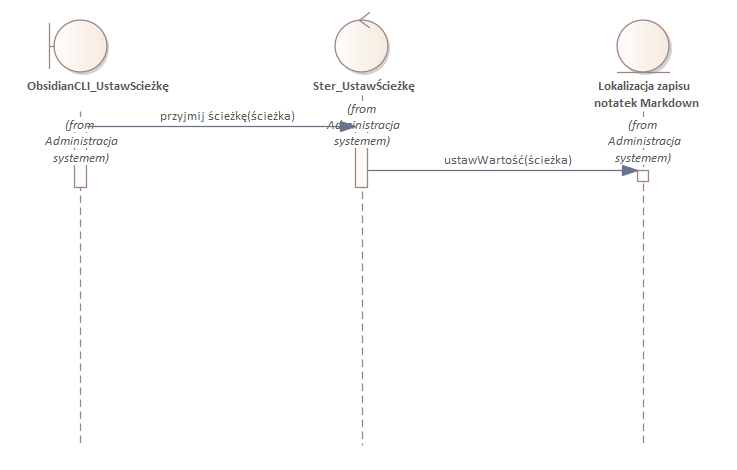 ObsidianCLI_UstawScieżkę
Ster_UstawŚcieżkę
Lokalizacja zapisu
notatek Markdown
(from
Administracja
systemem)
(from
Administracja
systemem)
(from
Administracja
systemem)
przyjmij ścieżkę(ścieżka)
ustawWartość(ścieżka)